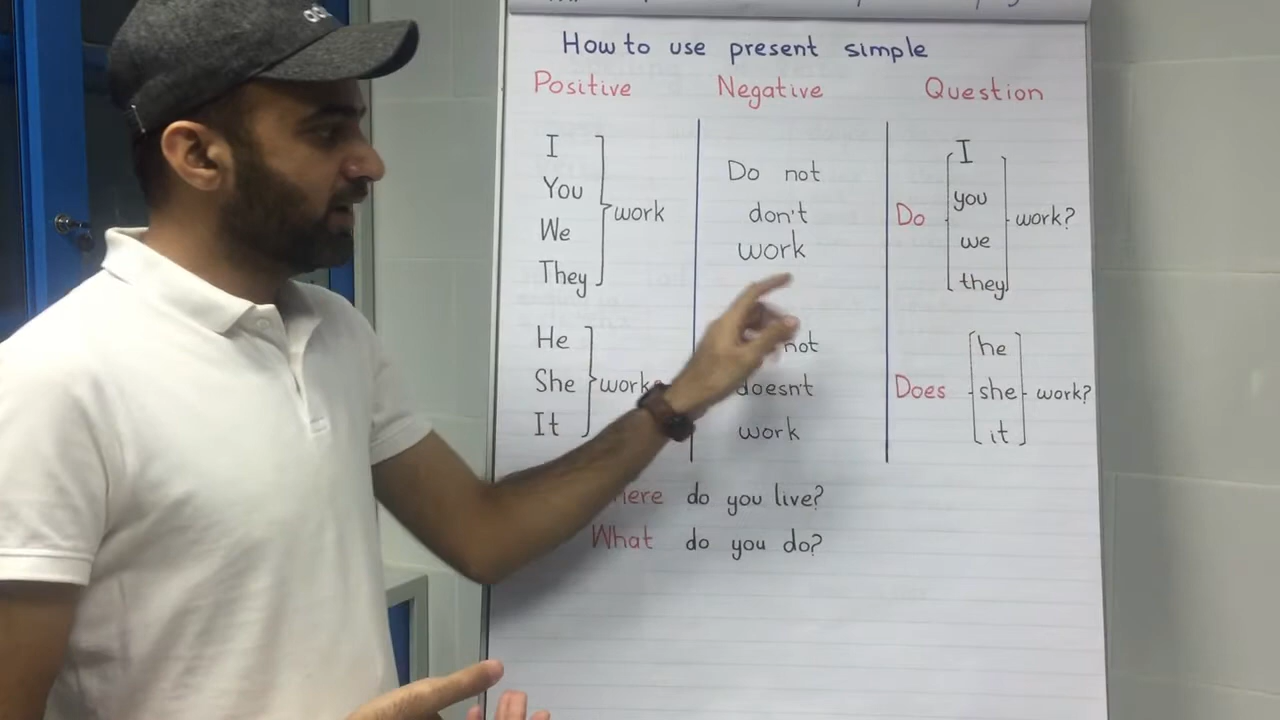 How to use present simple
Positive Negative Question
I
You
We
They
work
Do not
don't
work
Do
I
you
we
they
work?
He
She
It
not
doesn't
work
Does
he
she
it
work?
do you live?
What do you do?